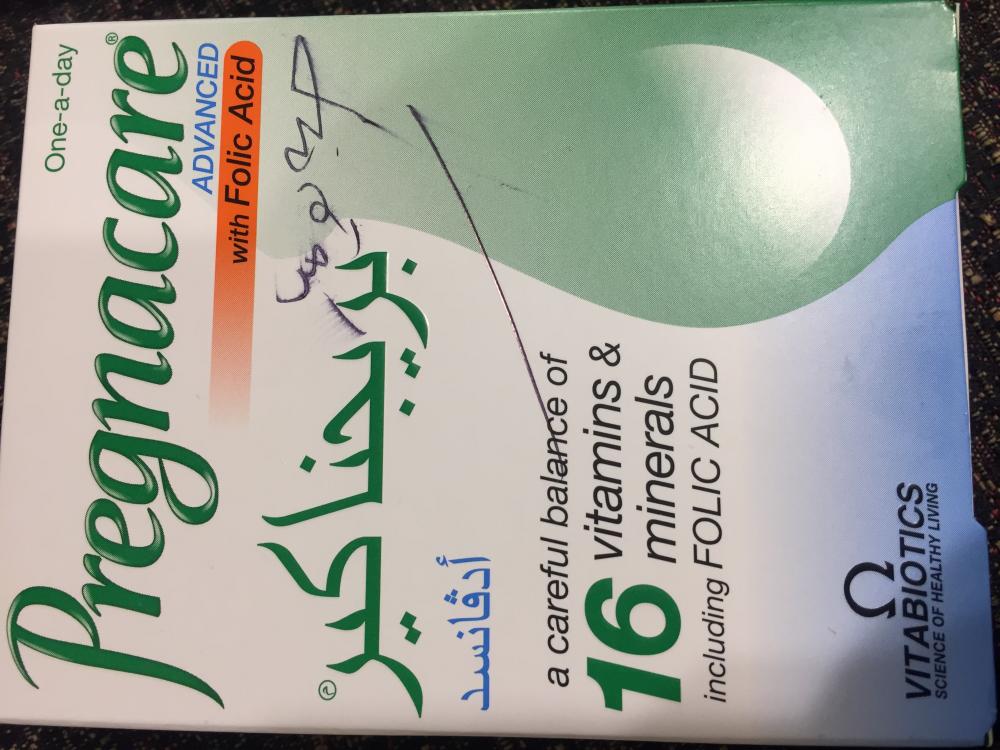 One-a-day
Pregnacare®
ADVANCED
with Folic Acid
بريجناكير
أدڤانسد
a careful balance of
16 vitamins &
minerals
including FOLIC ACID
VITABIOTICS
SCIENCE OF HEALTHY LIVING